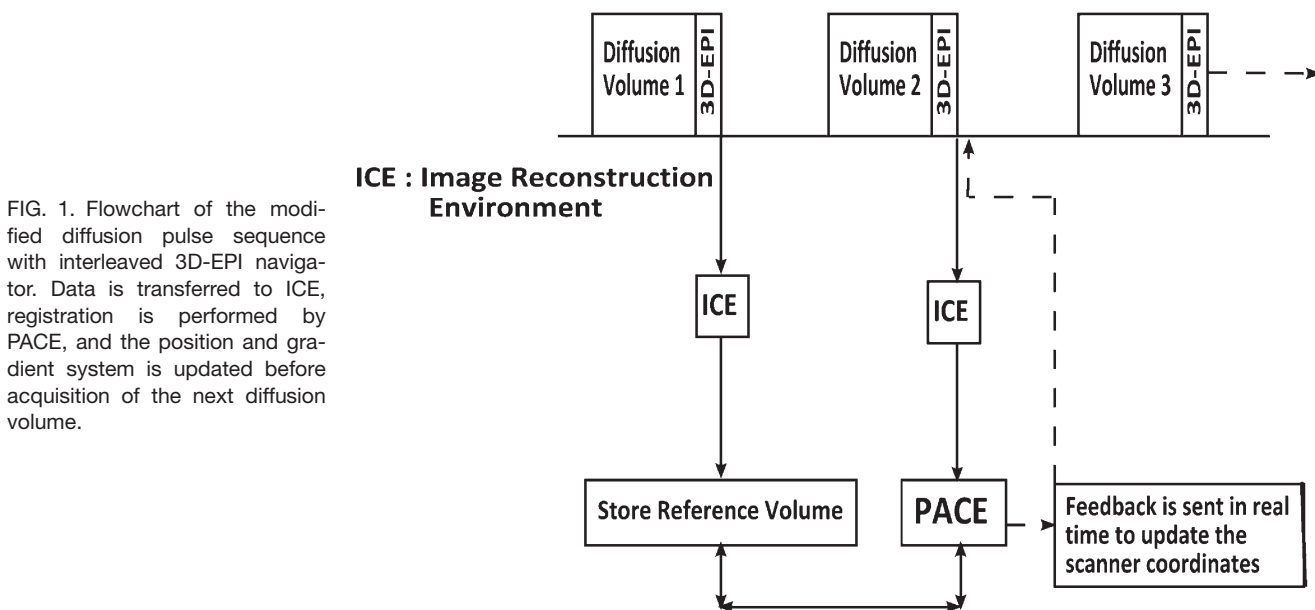 FIG. 1. Flowchart of the modi-
fied diffusion pulse sequence
with interleaved 3D-EPI naviga-
tor. Data is transferred to ICE,
registration is performed by
PACE, and the position and gra-
dient system is updated before
acquisition of the next diffusion
volume.
Diffusion
Volume 1
3D-EPI
Diffusion
Volume 2
3D-EPI
Diffusion
Volume 3
3D-EPI
ICE : Image Reconstruction
Environment
ICE
ICE
Store Reference Volume
PACE
Feedback is sent in real
time to update the
scanner coordinates